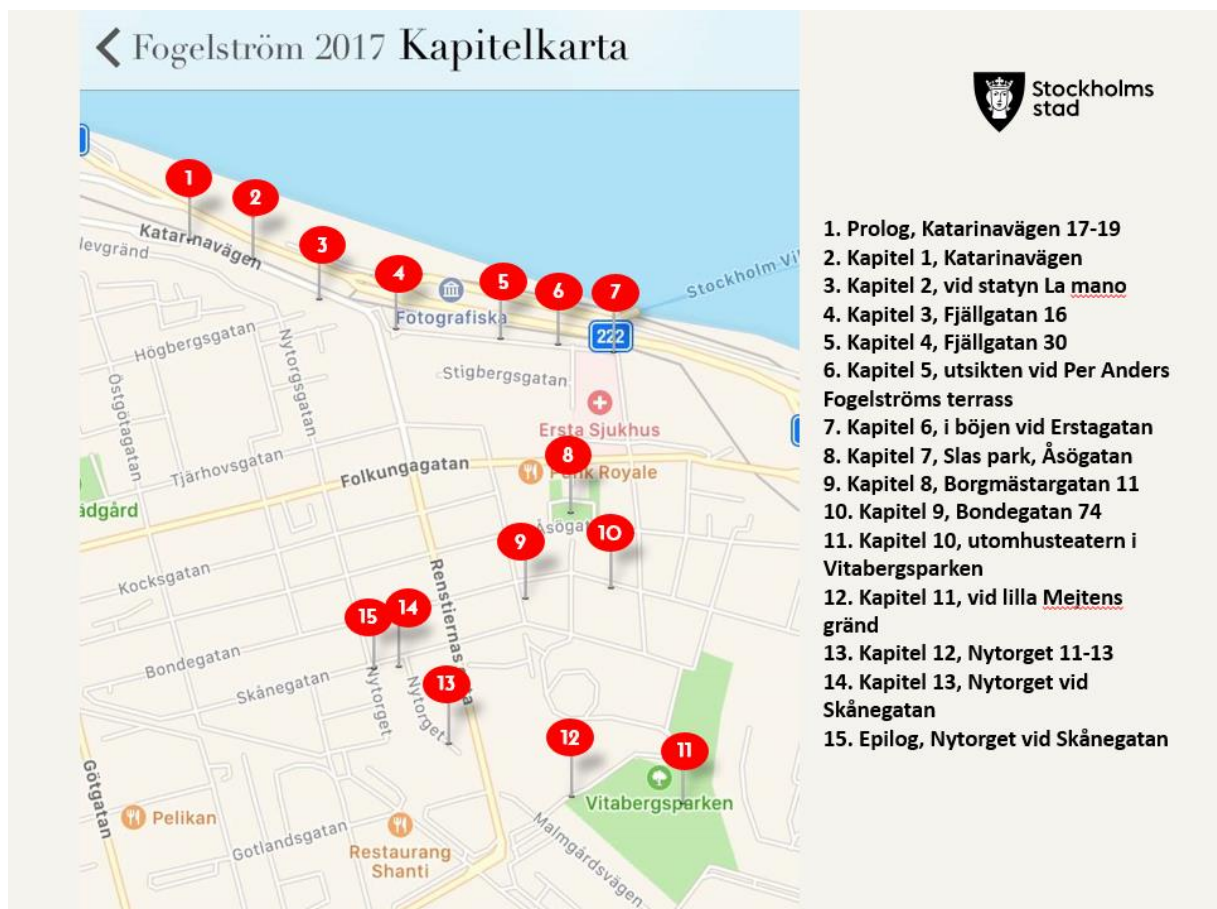 Fogelström 2017 Kapitelkarta
Stockholms
stad
1
2
3
4
5
6
7
8
9
10
11
12
13
14
15
Katarinavägen
levgränd
Stockholm Vi
Fotografiska
222
Högbergsgatan
Nytorgsgatan
Östgötagatan
Stigbergsgatan
Ersta Sjukhus
Tjärhovsgatan
Folkungagatan
Royale
ädgård
Åsögat
Kocksgatan
Renstiernas
Bondegatan
Skånegatan
Nytorget
Nytorget
Götgatan
Pelikan
Gotlandsgatan
Restaurang
Shanti
Vitabergsparken
Malmgårdsvägen
1. Prolog, Katarinavägen 17-19
2. Kapitel 1, Katarinavägen
3. Kapitel 2, vid statyn La mano
4. Kapitel 3, Fjällgatan 16
5. Kapitel 4, Fjällgatan 30
6. Kapitel 5, utsikten vid Per Anders
Fogelströms terrass
7. Kapitel 6, i böjen vid Erstagatan
8. Kapitel 7, Slas park, Åsögatan
9. Kapitel 8, Borgmästargatan 11
10. Kapitel 9, Bondegatan 74
11. Kapitel 10, utomhusteatern i
Vitabergsparken
12. Kapitel 11, vid lilla Mejtens
gränd
13. Kapitel 12, Nytorget 11-13
14. Kapitel 13, Nytorget vid
Skånegatan
15. Epilog, Nytorget vid Skånegatan